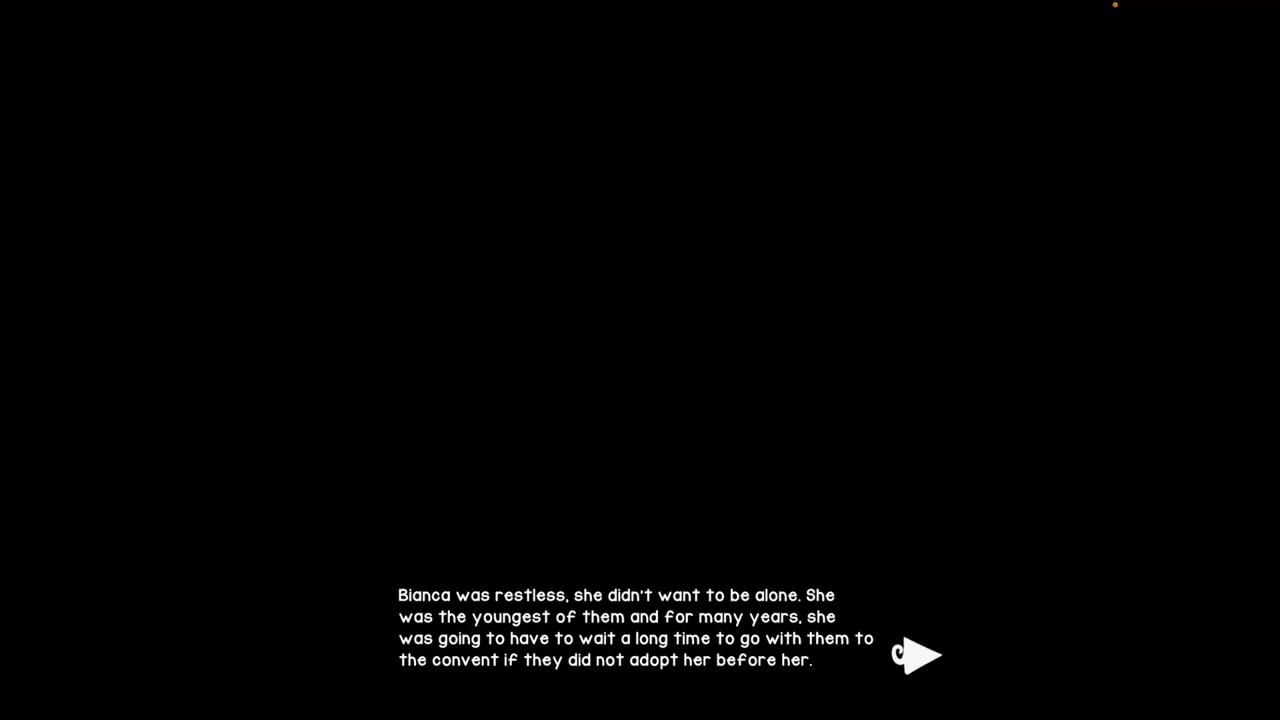 Bianca was restless, she didn't want to be alone. She
was the youngest of them and for many years, she
was going to have to wait a long time to go with them to
the convent if they did not adopt her before her.